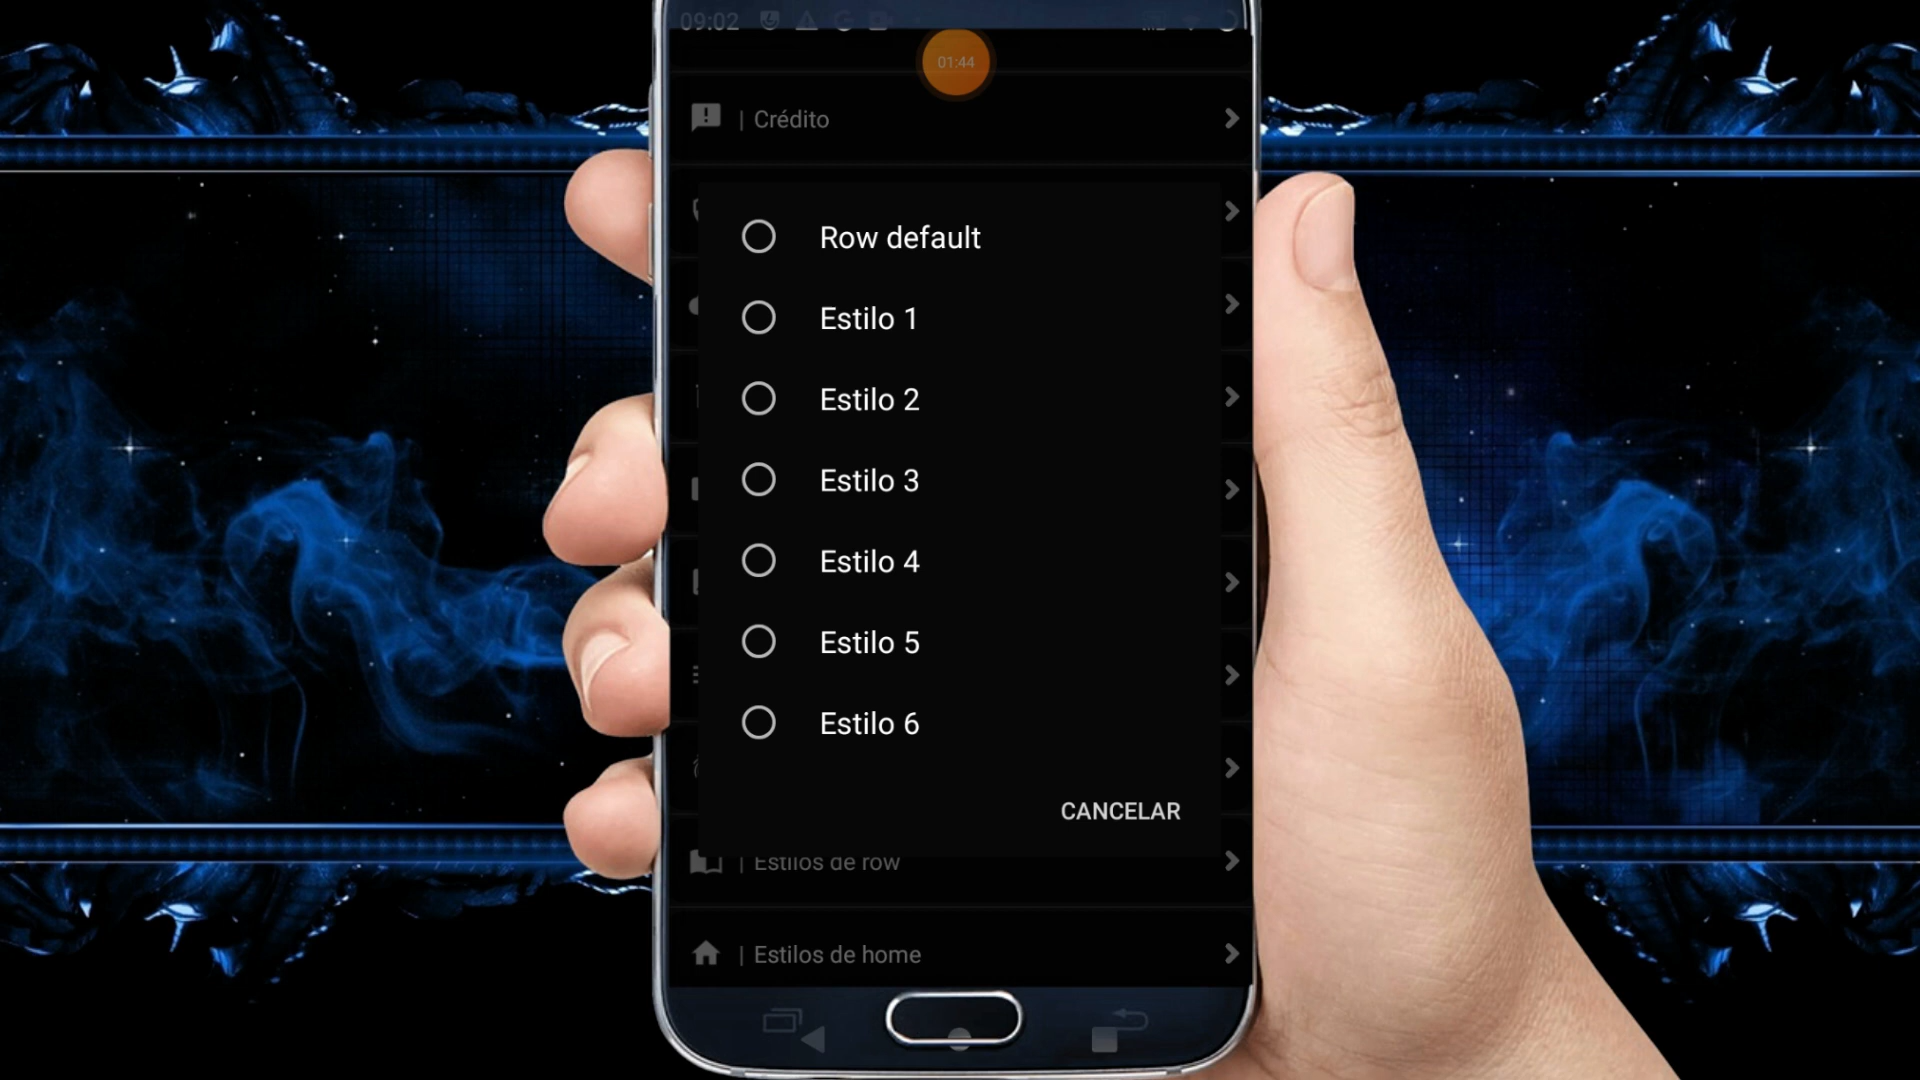 09:02
01:44
| Crédito
Row default
Estilo 1
Estilo 2
Estilo 3
Estilo 4
Estilo 5
Estilo 6
CANCELAR
| Estilos de row
| Estilos de home